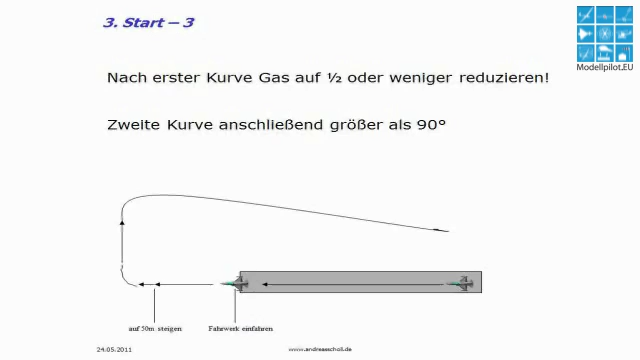 3. Start – 3
Modellpilot.EU
Nach erster Kurve Gas auf ½ oder weniger reduzieren!
Zweite Kurve anschließend größer als 90°
auf 50m steigen
Fahrwerk einfahren
24.05.2011
www.andreasscholl.de